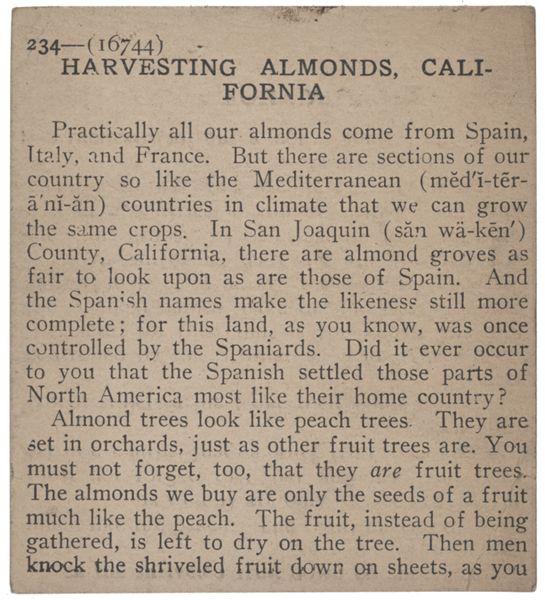 234—(16744)
HARVESTING ALMONDS, CALI-
FORNIA
Practically all our almonds come from Spain,
Italy, and France. But there are sections of our
country so like the Mediterranean (mĕd′ĭ-tẽr-
ā′nĭ-ăn) countries in climate that we can grow
the same crops. In San Joaquin (săn wä-kēn′)
County, California, there are almond groves as
fair to look upon as are those of Spain. And
the Spanish names make the likeness still more
complete; for this land, as you know, was once
controlled by the Spaniards. Did it ever occur
to you that the Spanish settled those parts of
North America most like their home country?
Almond trees look like peach trees. They are
set in orchards, just as other fruit trees are. You
must not forget, too, that they are fruit trees.
The almonds we buy are only the seeds of a fruit
much like the peach. The fruit, instead of being
gathered, is left to dry on the tree. Then men
knock the shriveled fruit down on sheets, as you